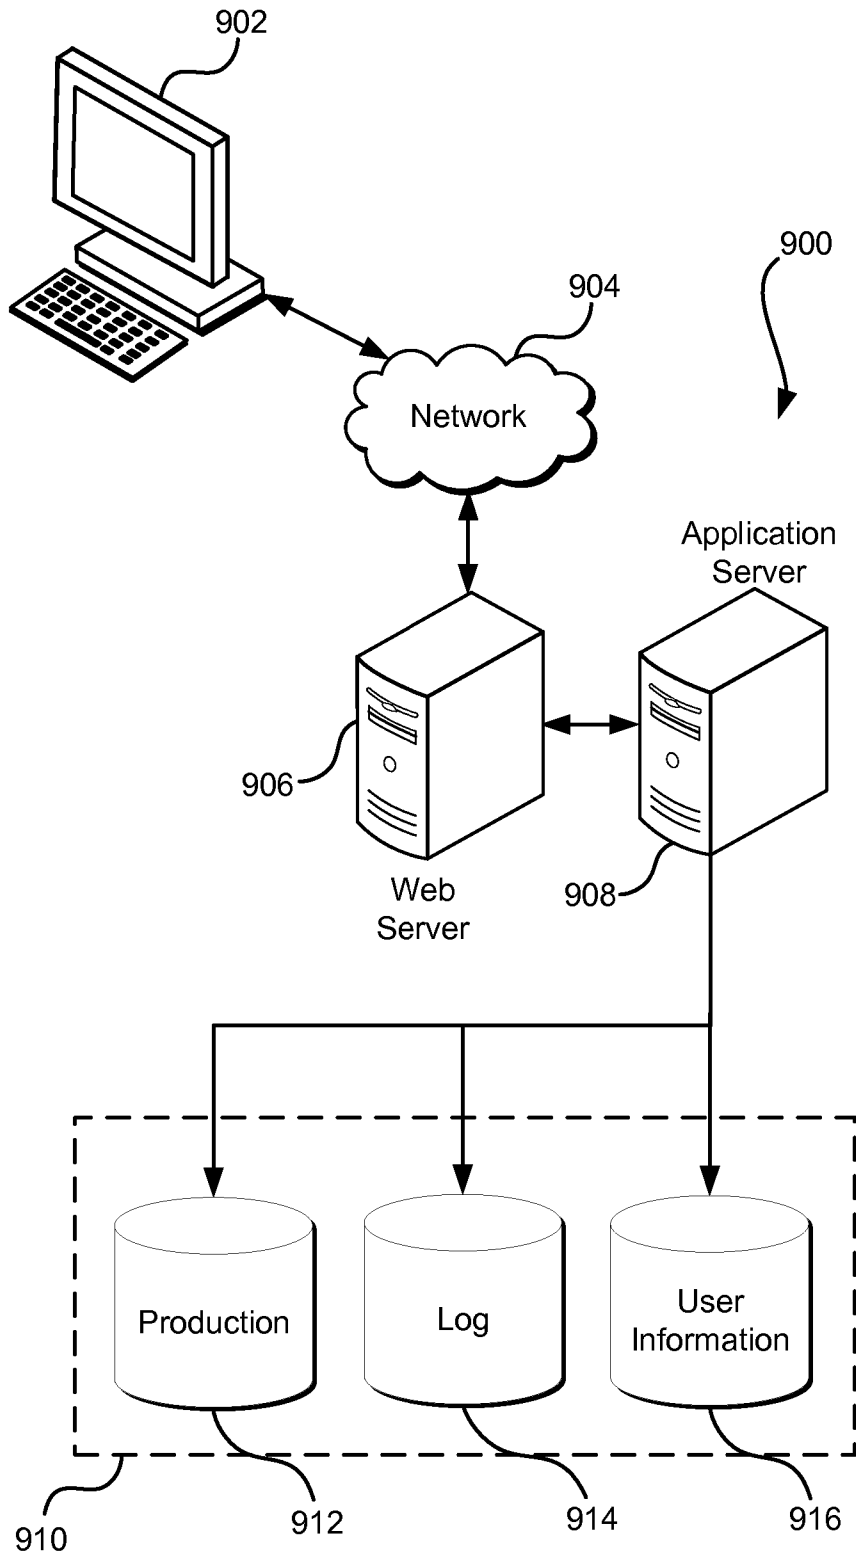 902
900
904
Network
Application
Server
906
908
Web
Server
Production
Log
User
Information
910
912
914
916